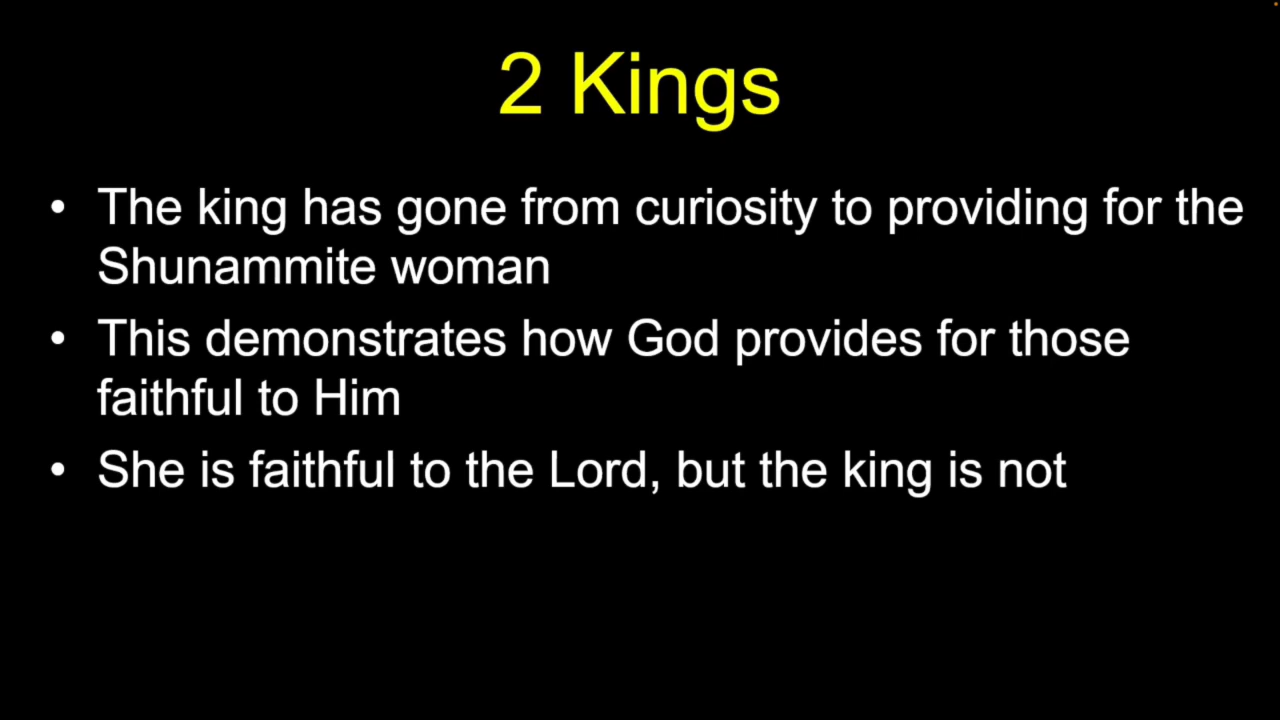 2 Kings
• The king has gone from curiosity to providing for the
Shunammite woman
• This demonstrates how God provides for those
faithful to Him
• She is faithful to the Lord, but the king is not